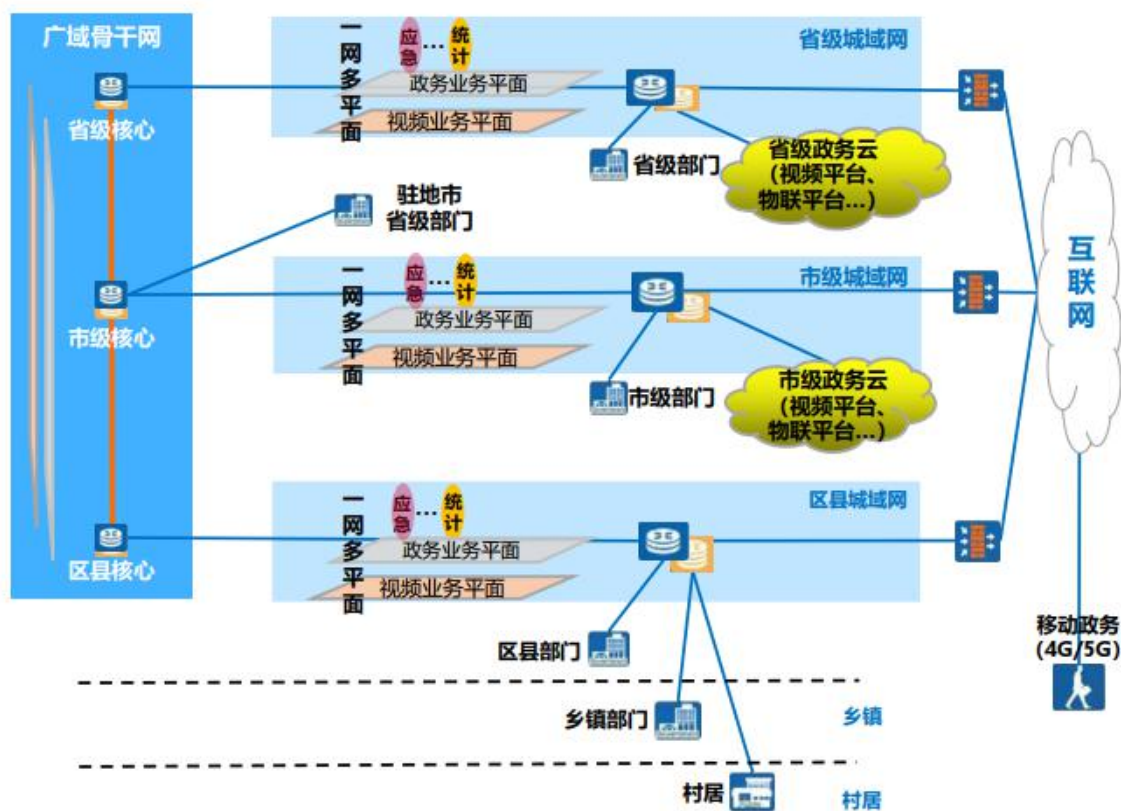 广域骨干网
省级核心
市级核心
区县核心
一网多平面
应急
...
统计
政务业务平面
视频业务平面
省级城域网
省级部门
省级政务云
（视频平台、
物联平台...）
驻地市
省级部门
一网多平面
应急
...
统计
政务业务平面
视频业务平面
市级城域网
市级部门
市级政务云
（视频平台、
物联平台...）
互联网
一网多平面
应急
...
统计
政务业务平面
视频业务平面
区县城域网
区县部门
移动政务
(4G/5G)
乡镇部门
乡镇
村居
村居